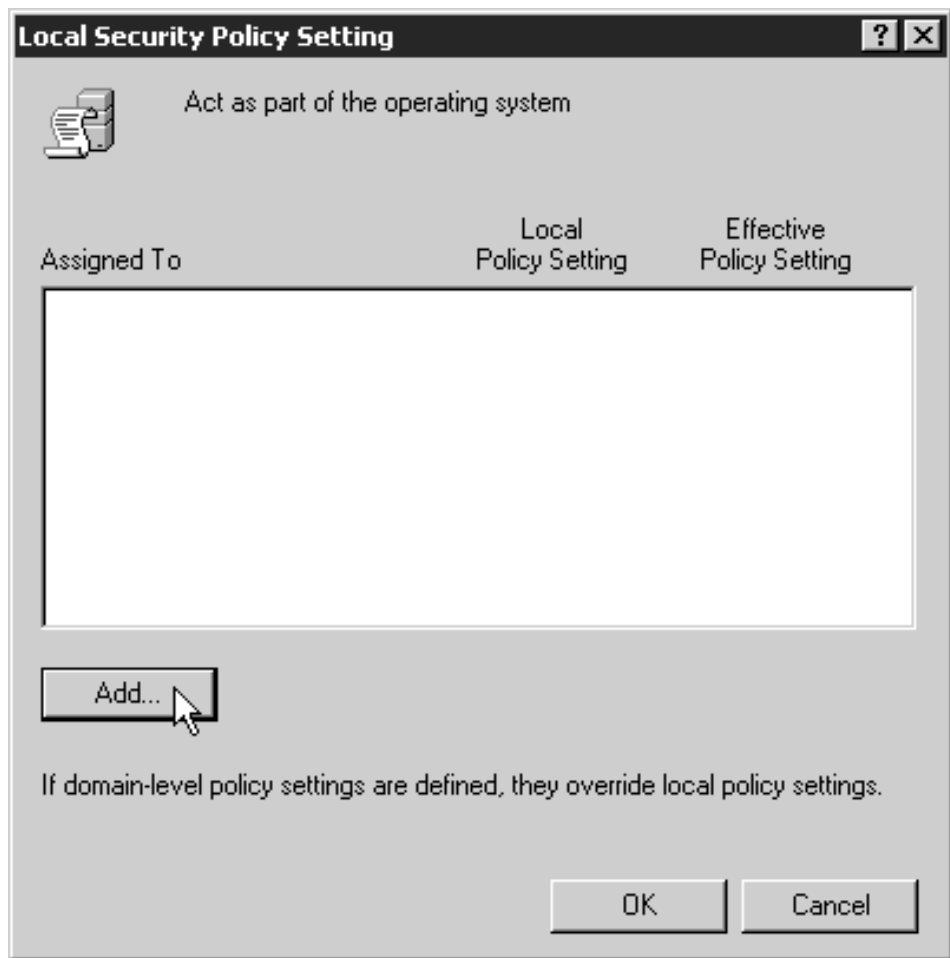 Local Security Policy Setting
Act as part of the operating system
Local
Policy Setting
Effective
Policy Setting
Assigned To
Add...
If domain-level policy settings are defined, they override local policy settings.
OK
Cancel